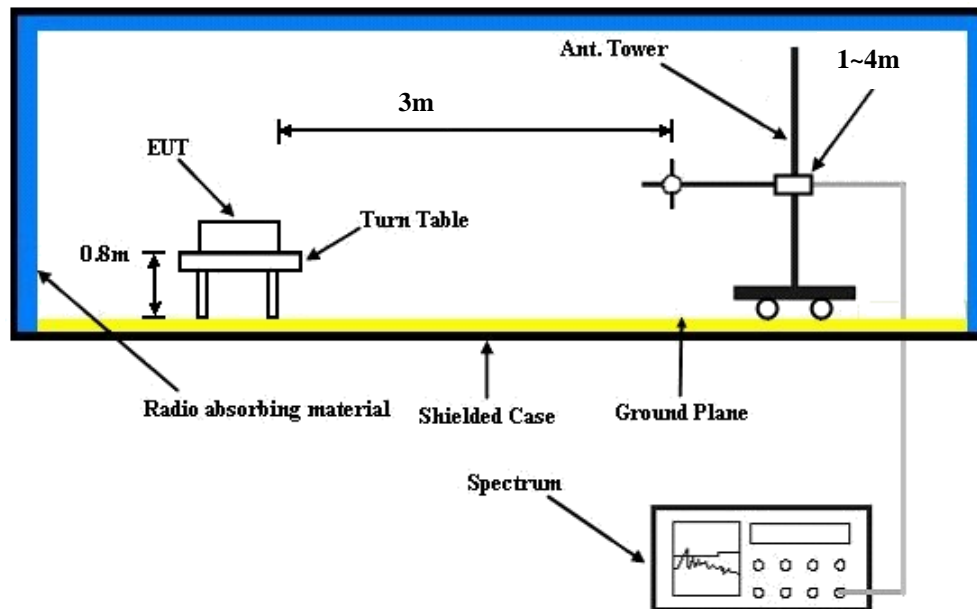 Ant. Tower
1~4m
3m
EUT
Turn Table
0.8m
Radio absorbing material
Shielded Case
Ground Plane
Spectrum